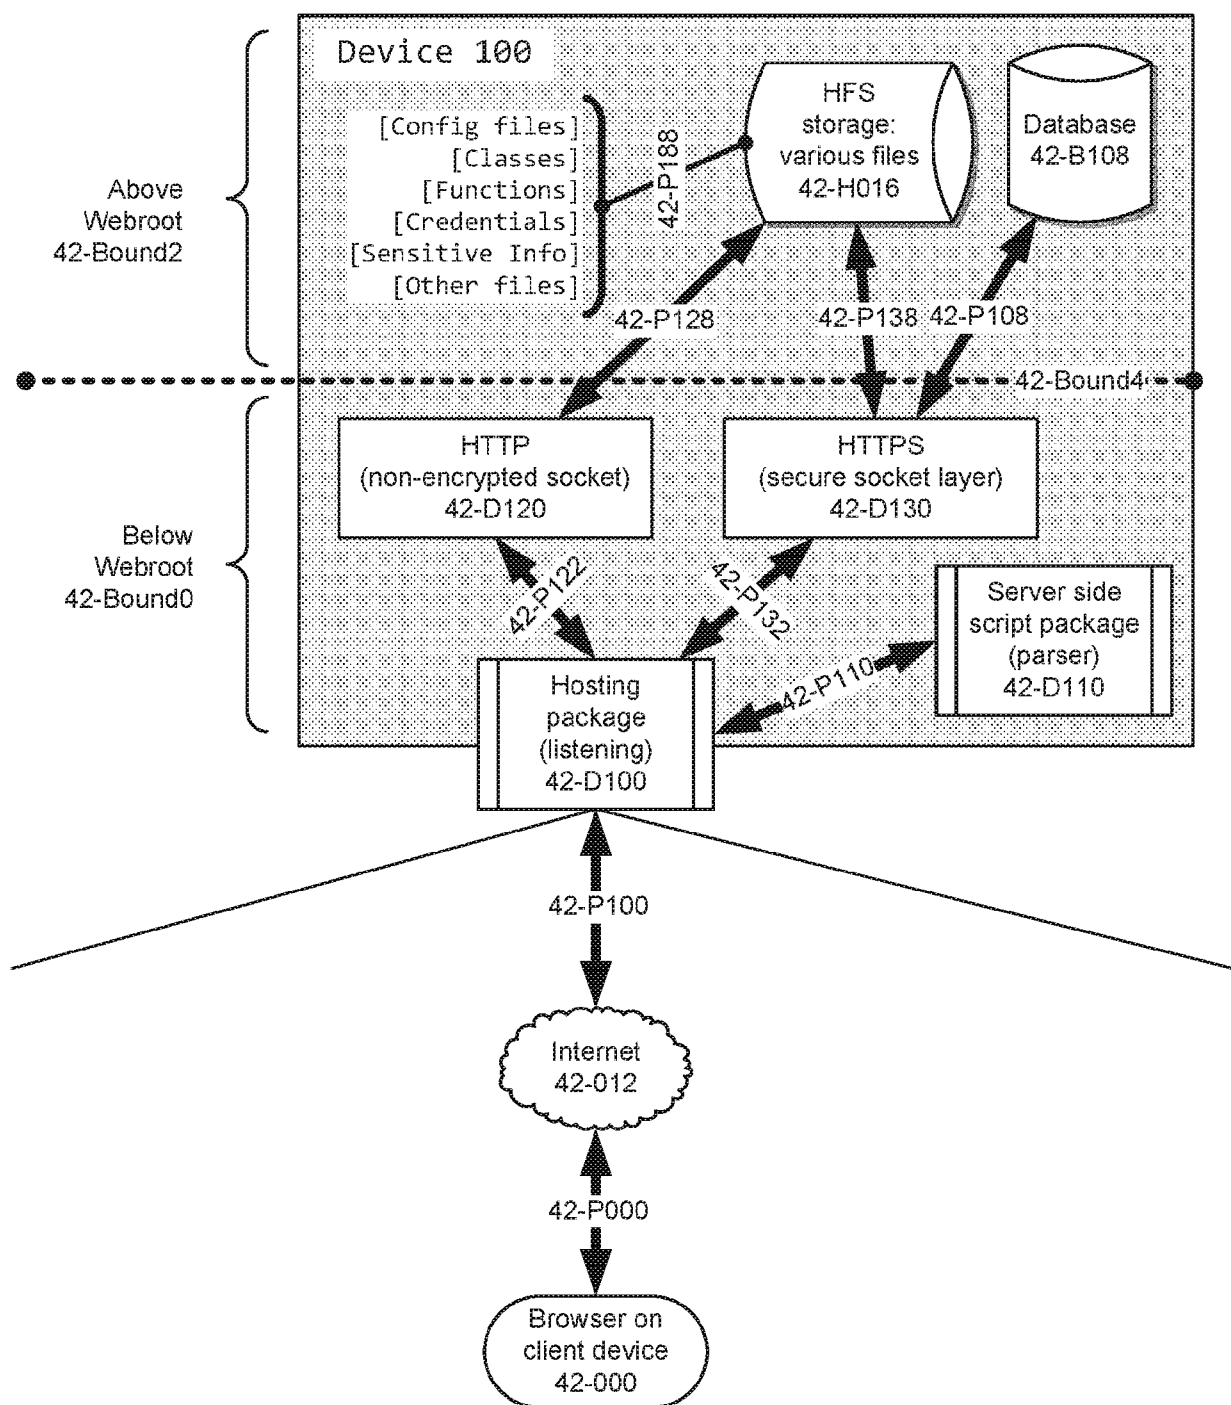 Device 100
[Config files]
[Classes]
[Functions]
[Credentials]
[Sensitive Info]
[Other files]
42-P188
HFS
storage:
various files
42-H016
Database
42-B108
Above
Webroot
42-Bound2
42-P128
42-P138
42-P108
42-Bound4
HTTP
(non-encrypted socket)
42-D120
HTTPS
(secure socket layer)
42-D130
Below
Webroot
42-Bound0
42-P122
42-P132
Server side
script package
(parser)
42-D110
42-P110
Hosting
package
(listening)
42-D100
42-P100
Internet
42-012
42-P000
Browser on
client device
42-000